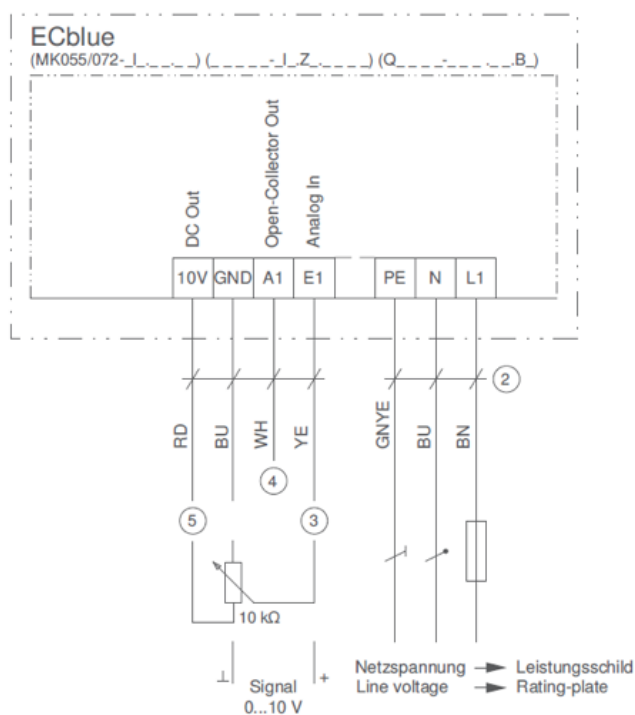 ECblue
(MK055/072-_I_._ _._ _) (_ _ _ _ _-_I_.Z_._ _ _ _) (Q_ _ _ _-_ _ _ ._ _.B_)
DC Out
Open-Collector Out
Analog In
10V GND A1 E1 PE N L1
2
RD BU WH YE GNYE BU BN
4
5 3
10 kΩ
⊥ +
Signal
0...10 V
Netzspannung → Leistungsschild
Line voltage → Rating-plate